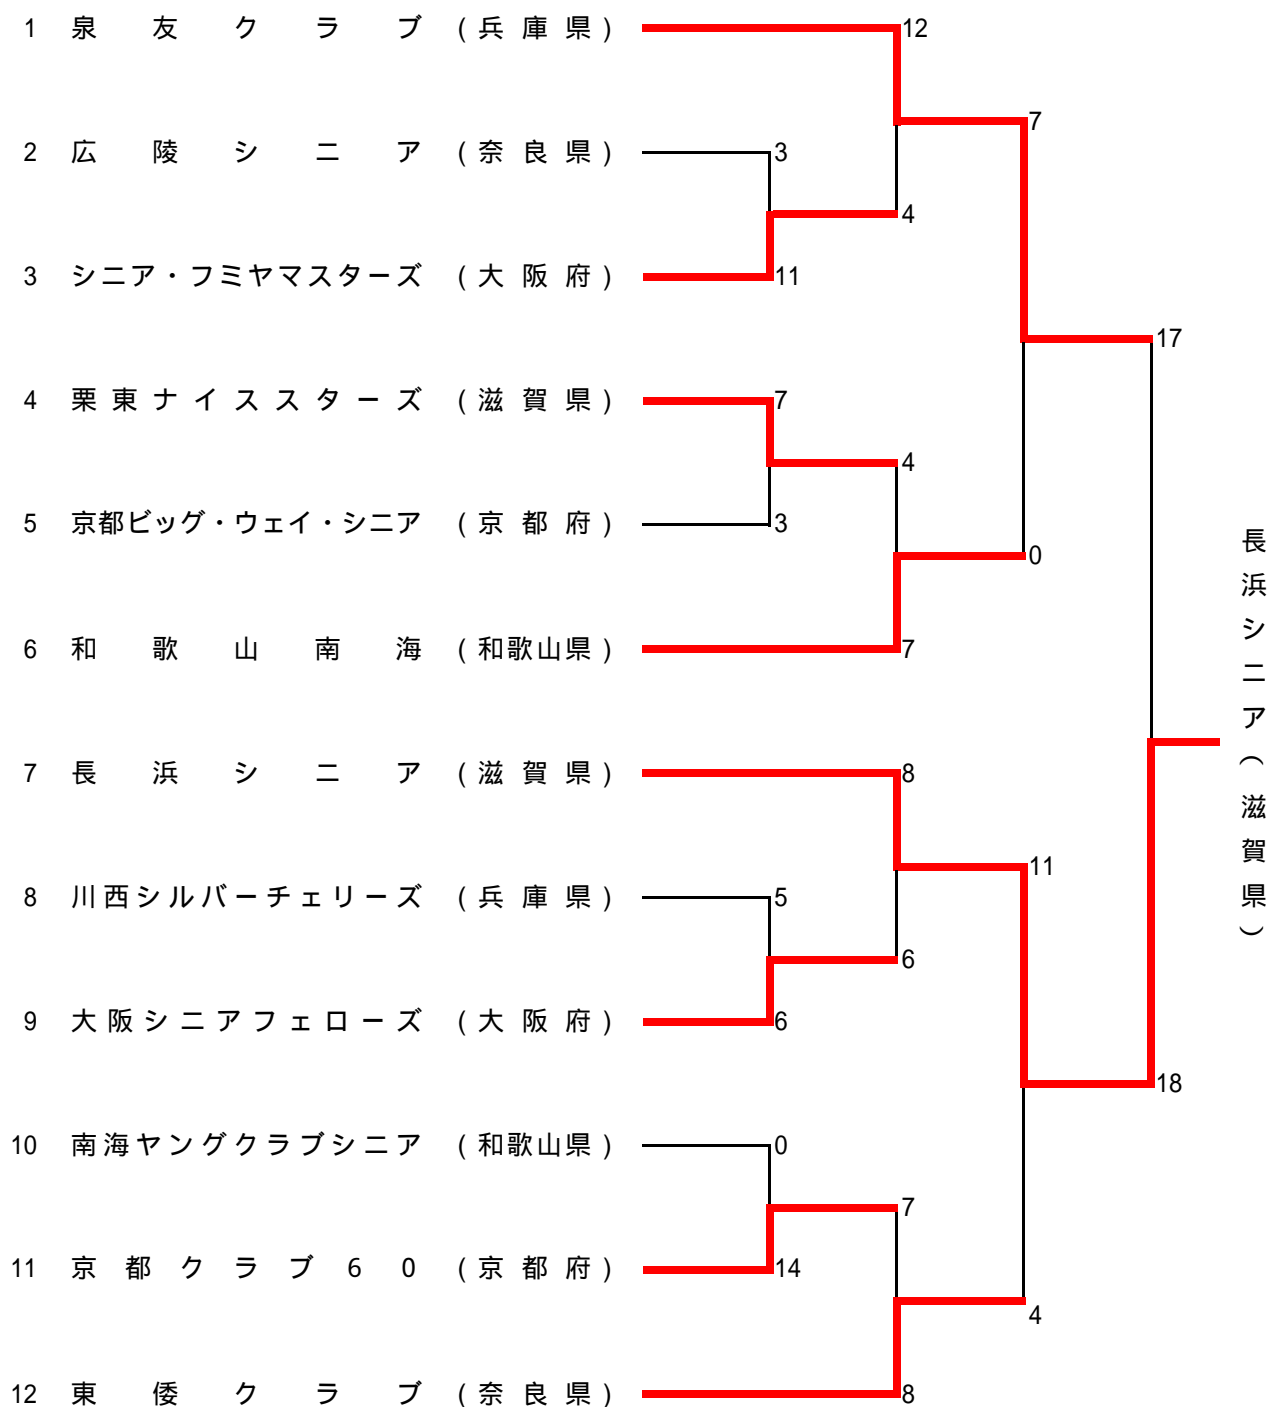 1 泉友クラブ (兵庫県) 12
7
2 広陵シニア (奈良県) 3
4
3 シニア・フミヤマスターズ (大阪府) 11
17
4 栗東ナイススターズ (滋賀県) 7
4
5 京都ビッグ・ウェイ・シニア (京都府) 3
0
6 和歌山南海 (和歌山県) 7
長浜シニア(滋賀県)
7 長浜シニア (滋賀県) 8
11
8 川西シルバーチェリーズ (兵庫県) 5
6
9 大阪シニアフェローズ (大阪府) 6
18
10 南海ヤングクラブシニア (和歌山県) 0
7
11 京都クラブ60 (京都府) 14
4
12 東倭クラブ (奈良県) 8